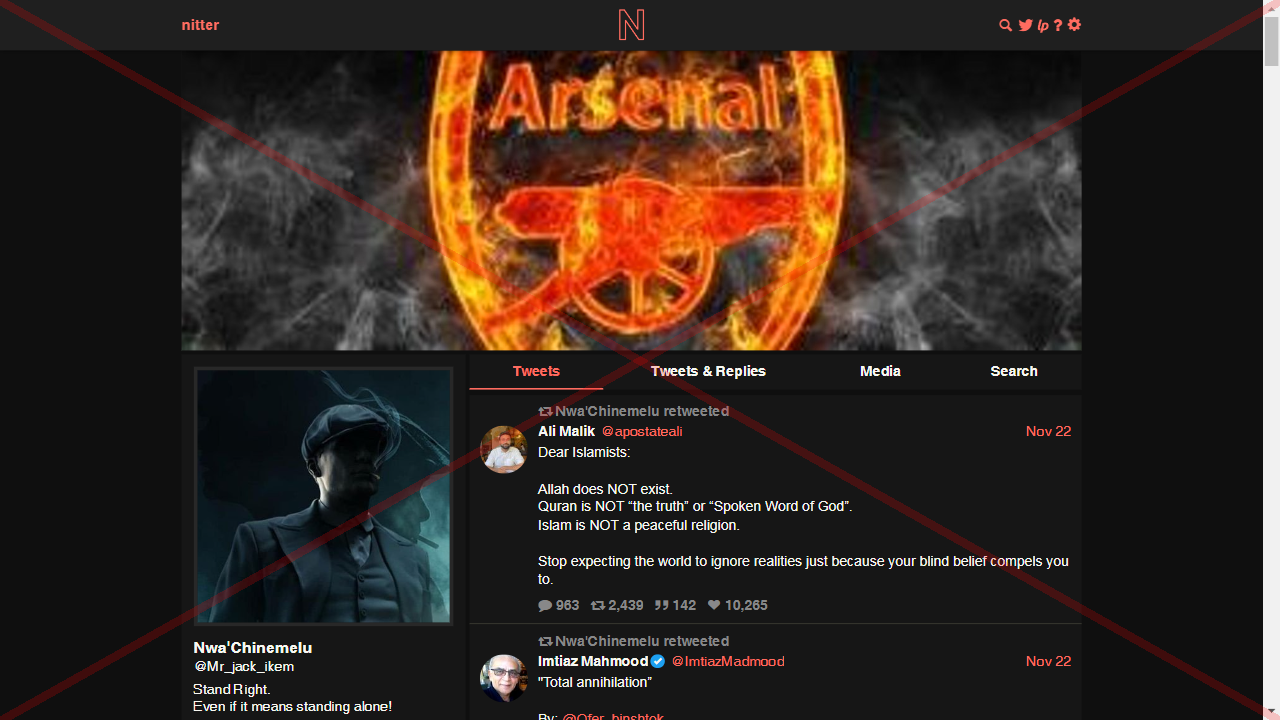 nitter
N
lp ?
Arsenal
Tweets
Tweets & Replies
Media
Search
Nwa'Chinemelu retweeted
Ali Malik @apostateali
Nov 22
Dear Islamists:
Allah does NOT exist.
Quran is NOT “the truth” or “Spoken Word of God”.
Islam is NOT a peaceful religion.
Stop expecting the world to ignore realities just because your blind belief compels you
to.
963 2,439 142 10,265
Nwa'Chinemelu retweeted
Imtiaz Mahmood @ImtiazMadmood
Nov 22
"Total annihilation”
By: @Ofer_binshtok
Nwa'Chinemelu
@Mr_jack_ikem
Stand Right.
Even if it means standing alone!